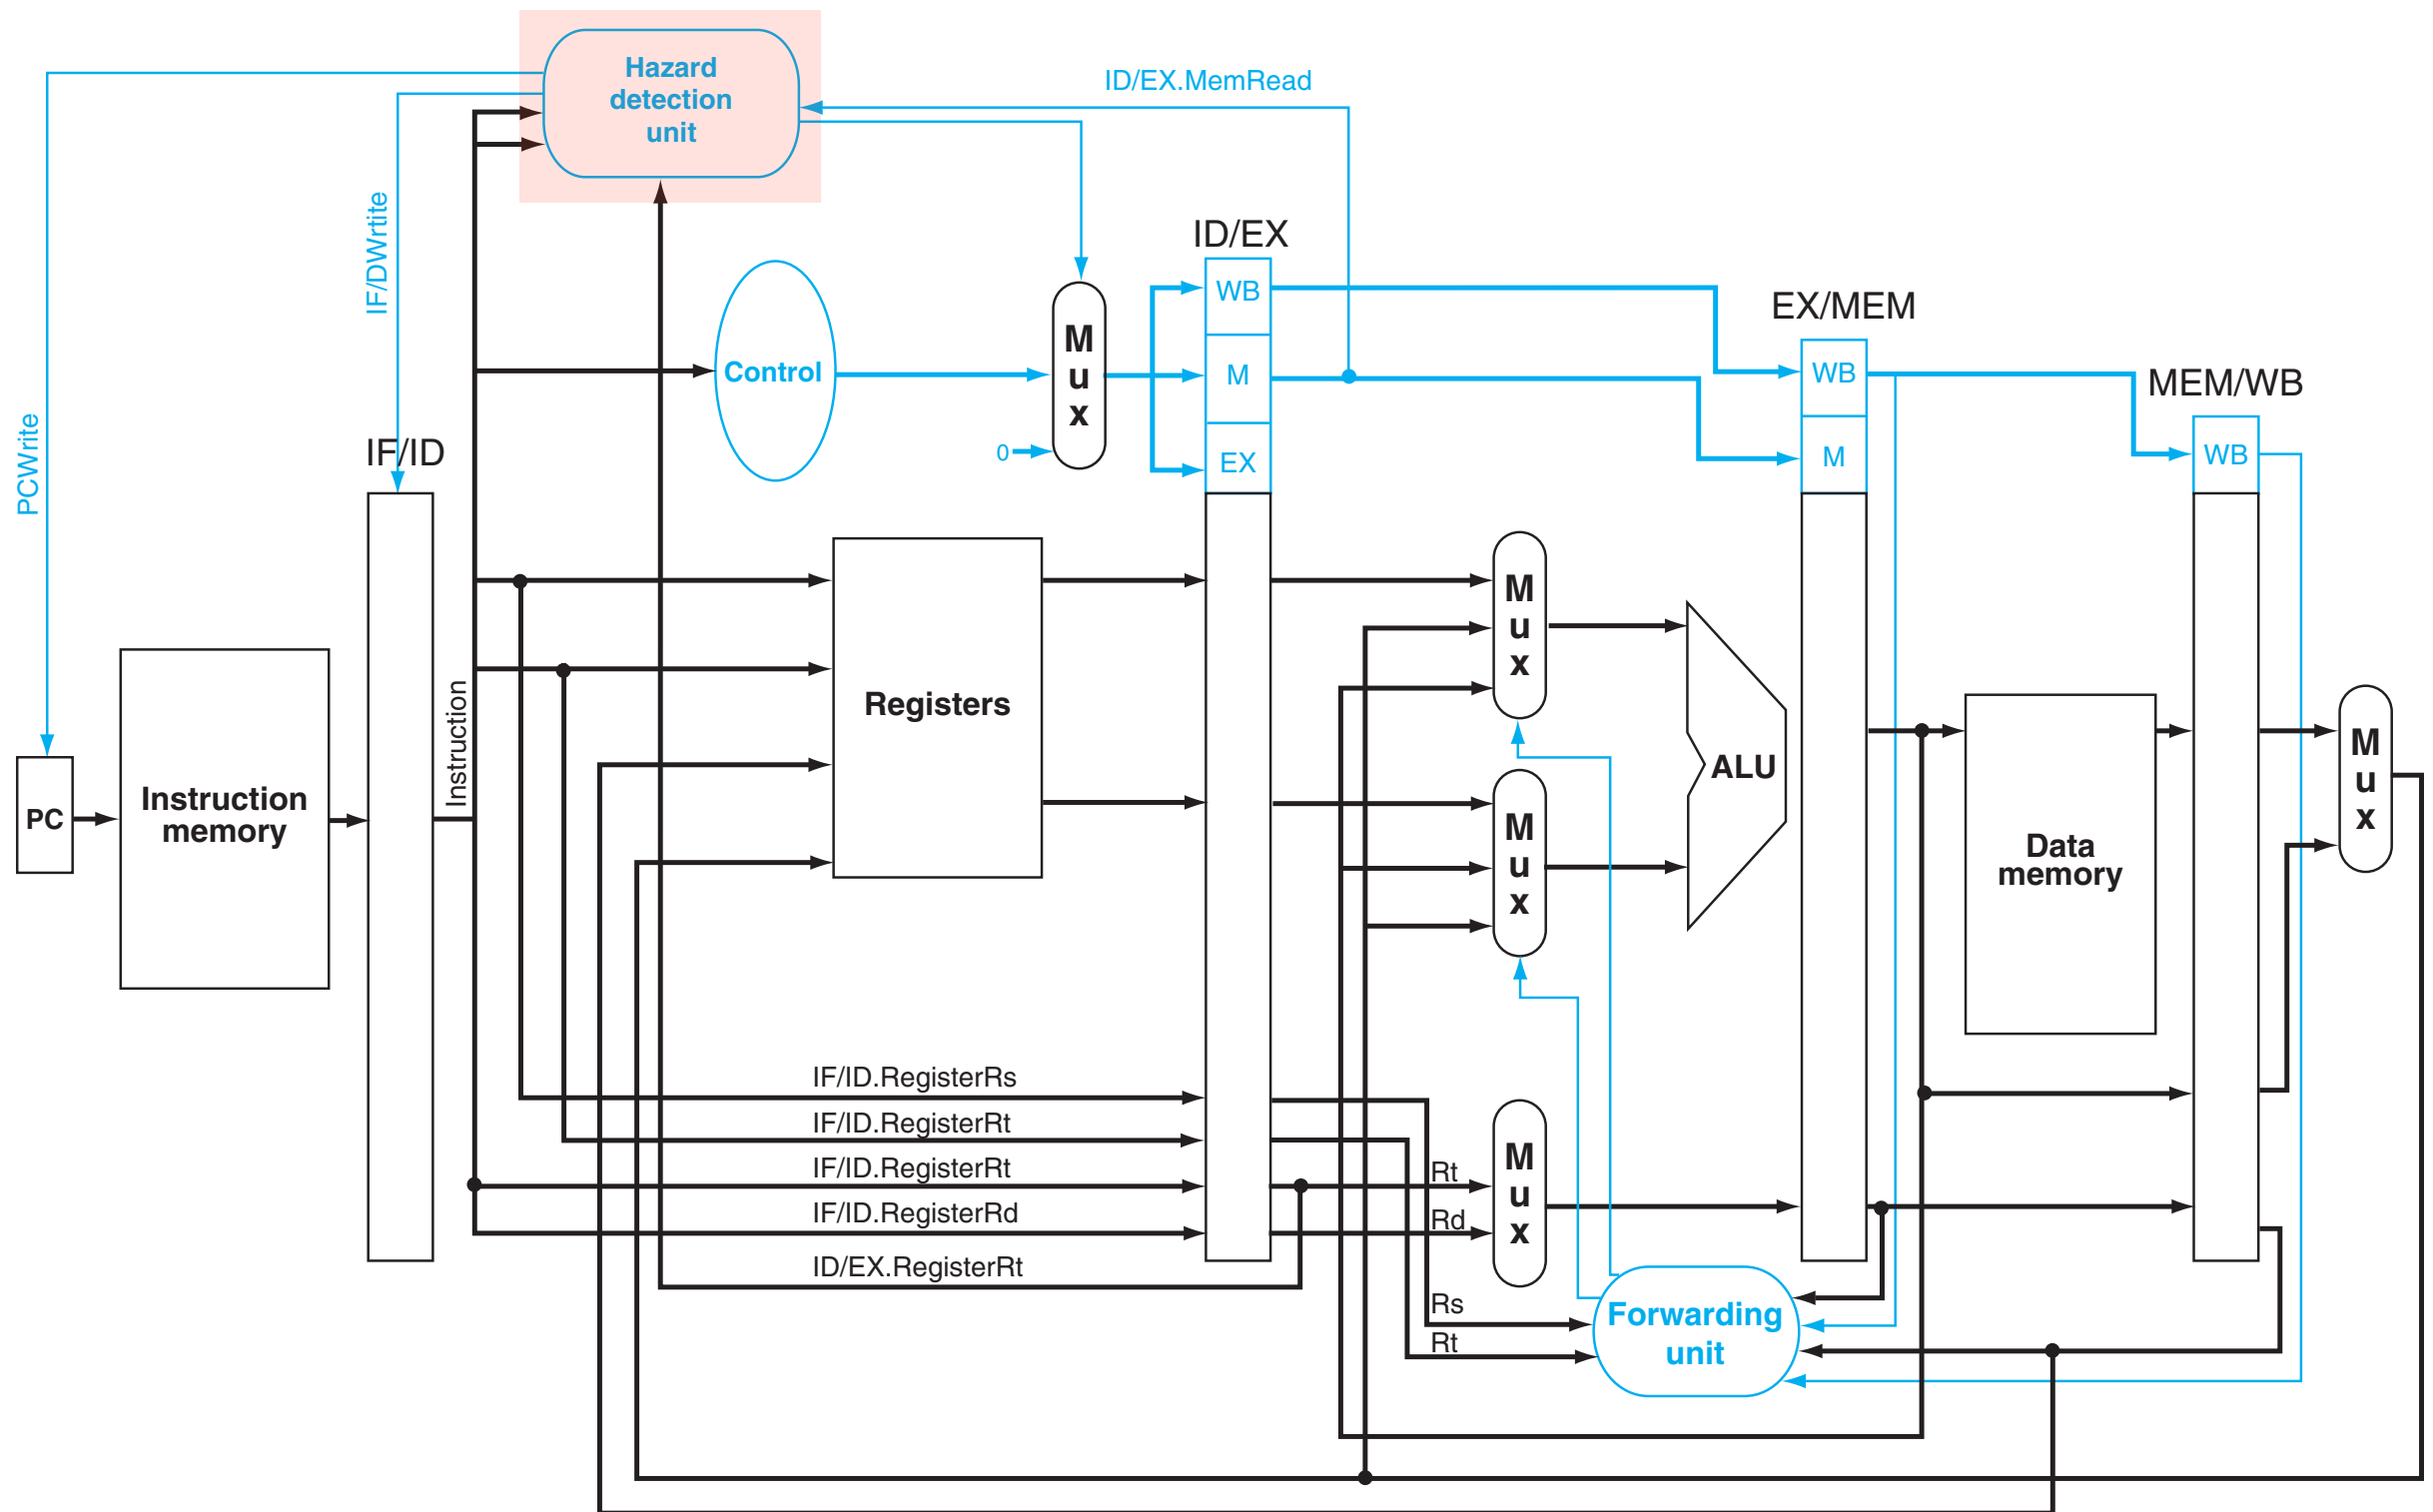 Hazard
detection
unit
ID/EX.MemRead
IF/DWrtite
ID/EX
WB
M
EX
Control
M
u
x
0
EX/MEM
WB
M
MEM/WB
WB
PCWrite
IF/ID
Instruction
PC
Instruction
memory
Registers
M
u
x
M
u
x
ALU
Data
memory
M
u
x
IF/ID.RegisterRs
IF/ID.RegisterRt
IF/ID.RegisterRt
IF/ID.RegisterRd
ID/EX.RegisterRt
Rt
Rd
M
u
x
Rs
Rt
Forwarding
unit